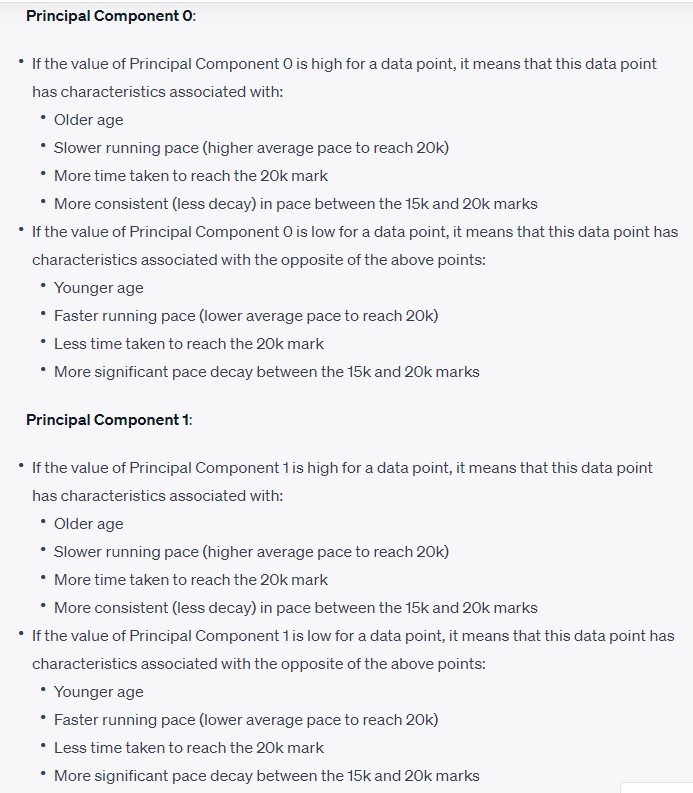 Principal Component 0:
• If the value of Principal Component 0 is high for a data point, it means that this data point
has characteristics associated with:
• Older age
• Slower running pace (higher average pace to reach 20k)
• More time taken to reach the 20k mark
• More consistent (less decay) in pace between the 15k and 20k marks
• If the value of Principal Component 0 is low for a data point, it means that this data point has
characteristics associated with the opposite of the above points:
• Younger age
• Faster running pace (lower average pace to reach 20k)
• Less time taken to reach the 20k mark
• More significant pace decay between the 15k and 20k marks
Principal Component 1:
• If the value of Principal Component 1 is high for a data point, it means that this data point
has characteristics associated with:
• Older age
• Slower running pace (higher average pace to reach 20k)
• More time taken to reach the 20k mark
• More consistent (less decay) in pace between the 15k and 20k marks
• If the value of Principal Component 1 is low for a data point, it means that this data point has
characteristics associated with the opposite of the above points:
• Younger age
• Faster running pace (lower average pace to reach 20k)
• Less time taken to reach the 20k mark
• More significant pace decay between the 15k and 20k marks